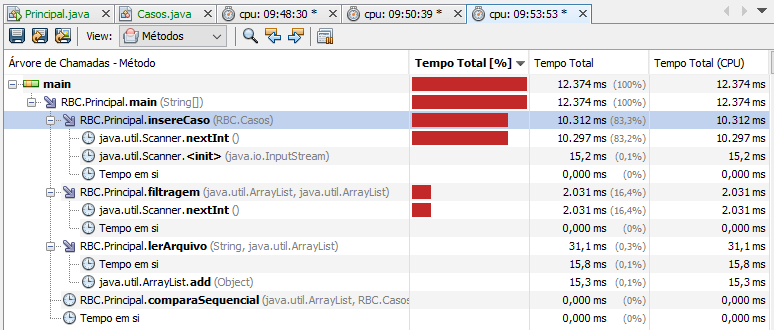 Principal.java Casos.java cpu: 09:48:30 * cpu: 09:50:39 * cpu: 09:53:53 *
View: Métodos
Árvore de Chamadas - Método Tempo Total [%] Tempo Total Tempo Total (CPU)
main 12.374 ms (100%) 12.374 ms
RBC.Principal.main (String[]) 12.374 ms (100%) 12.374 ms
RBC.Principal.insereCaso (RBC.Casos) 10.312 ms (83,3%) 10.312 ms
java.util.Scanner.nextInt () 10.297 ms (83,2%) 10.297 ms
java.util.Scanner.<init> (java.io.InputStream) 15,2 ms (0,1%) 15,2 ms
Tempo em si 0,000 ms (0%) 0,000 ms
RBC.Principal.filtragem (java.util.ArrayList, java.util.ArrayList) 2.031 ms (16,4%) 2.031 ms
java.util.Scanner.nextInt () 2.031 ms (16,4%) 2.031 ms
Tempo em si 0,000 ms (0%) 0,000 ms
RBC.Principal.lerArquivo (String, java.util.ArrayList) 31,1 ms (0,3%) 31,1 ms
Tempo em si 15,8 ms (0,1%) 15,8 ms
java.util.ArrayList.add (Object) 15,3 ms (0,1%) 15,3 ms
RBC.Principal.comparaSequencial (java.util.ArrayList, RBC.Casos 0,000 ms (0%) 0,000 ms
Tempo em si 0,000 ms (0%) 0,000 ms